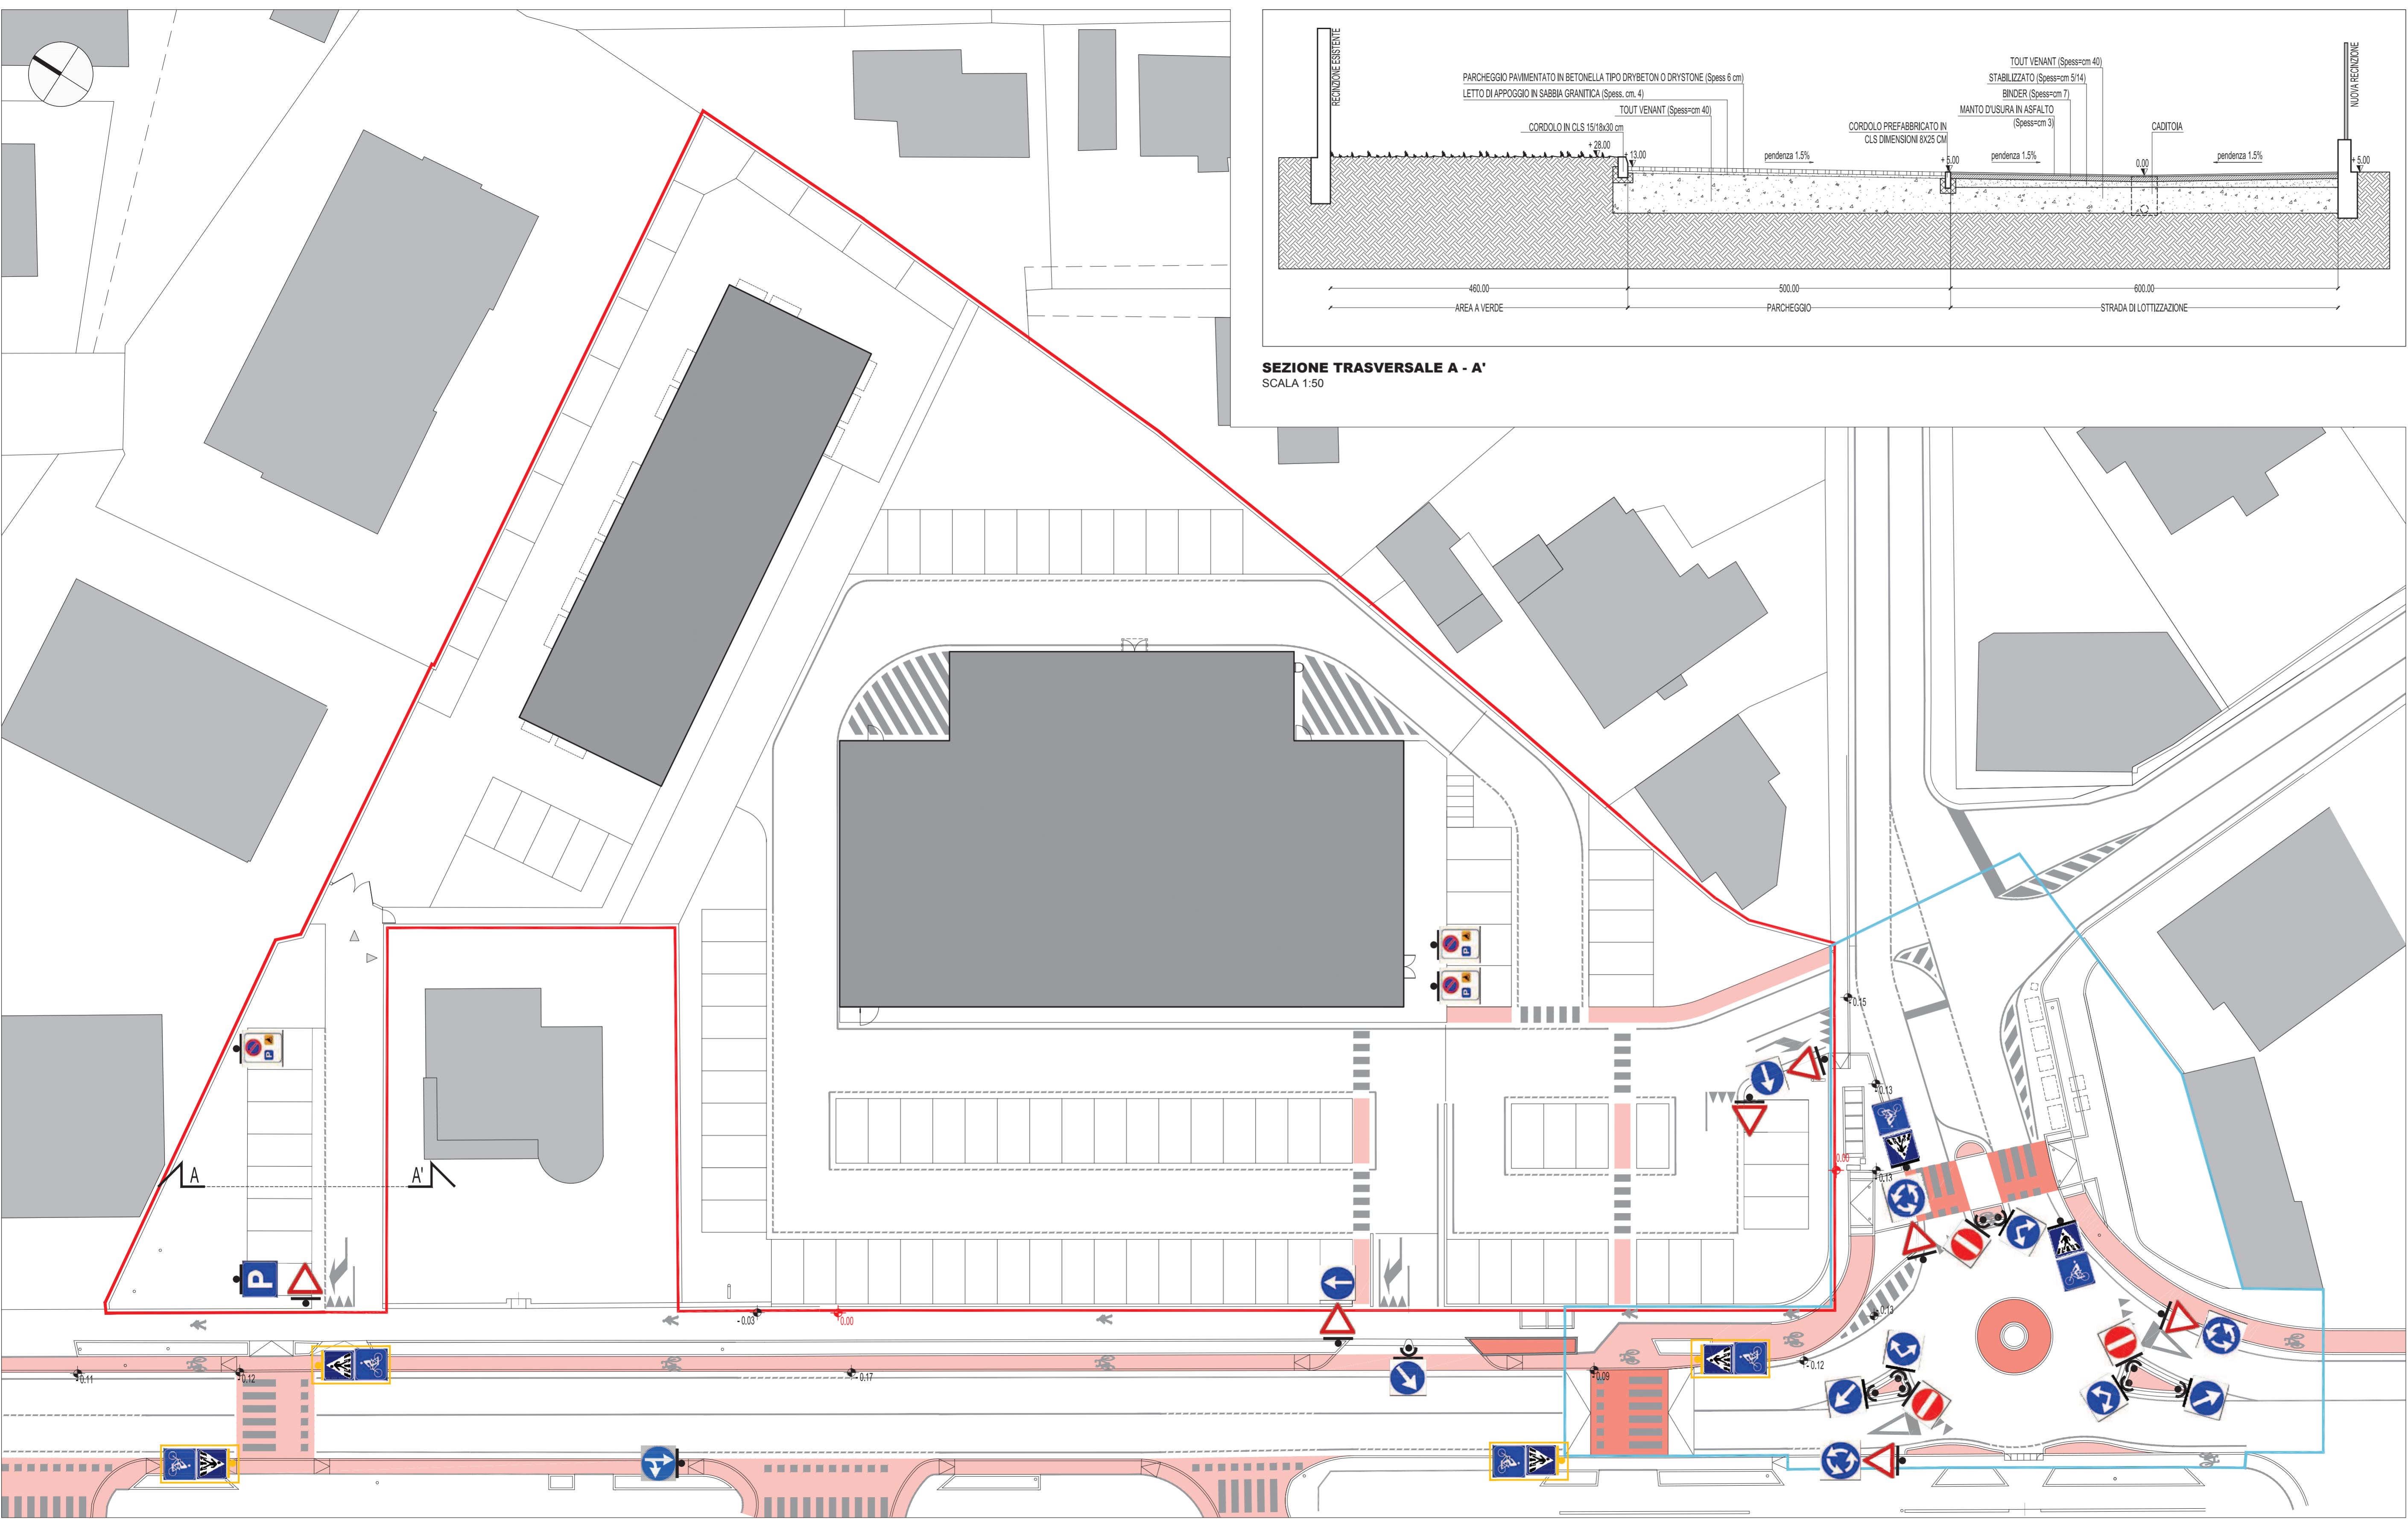 RECINZIONE ESISTENTE
PARCHEGGIO PAVIMENTATO IN BETONELLA TIPO DRYBETON O DRYSTONE (Spess 6 cm)
LETTO DI APPOGGIO IN SABBIA GRANITICA (Spess. cm. 4)
TOUT VENANT (Spess=cm 40)
CORDOLO IN CLS 15/18x30 cm
+ 28.00
+ 13.00
pendenza 1.5%
CORDOLO PREFABBRICATO IN
CLS DIMENSIONI 8X25 CM
+ 5.00
TOUT VENANT (Spess=cm 40)
STABILIZZATO (Spess=cm 5/14)
BINDER (Spess=cm 7)
MANTO D'USURA IN ASFALTO
(Spess=cm 3)
pendenza 1.5%
CADITOIA
0.00
pendenza 1.5%
NUOVA RECINZIONE
+ 5.00
460.00
500.00
600.00
AREA A VERDE
PARCHEGGIO
STRADA DI LOTTIZZAZIONE
SEZIONE TRASVERSALE A - A'
SCALA 1:50
P
P
- 0.15
P
- 0.13
0.00
- 0.13
A
A'
P
- 0.03
0.00
- 0.13
- 0.11
- 0.12
- 0.17
- 0.09
- 0.12